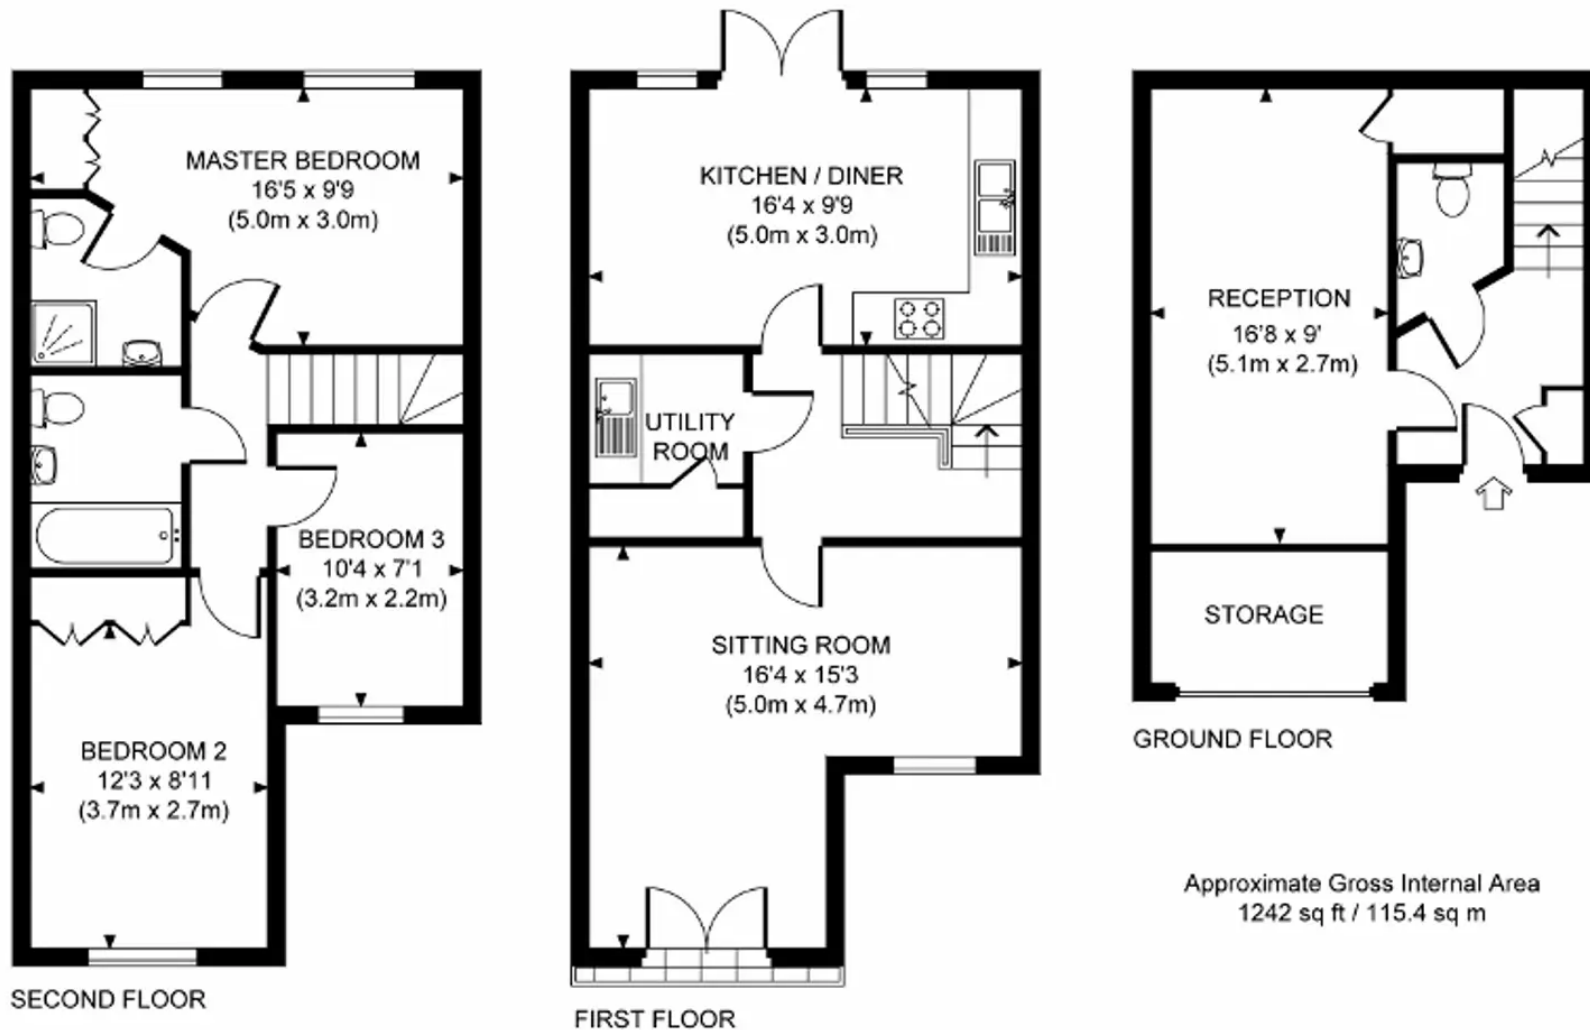 MASTER BEDROOM
16'5 x 9'9
(5.0m x 3.0m)
BEDROOM 3
10'4 x 7'1
(3.2m x 2.2m)
BEDROOM 2
12'3 x 8'11
(3.7m x 2.7m)
SECOND FLOOR
KITCHEN / DINER
16'4 x 9'9
(5.0m x 3.0m)
UTILITY
ROOM
SITTING ROOM
16'4 x 15'3
(5.0m x 4.7m)
FIRST FLOOR
RECEPTION
16'8 x 9'
(5.1m x 2.7m)
STORAGE
GROUND FLOOR
Approximate Gross Internal Area
1242 sq ft / 115.4 sq m